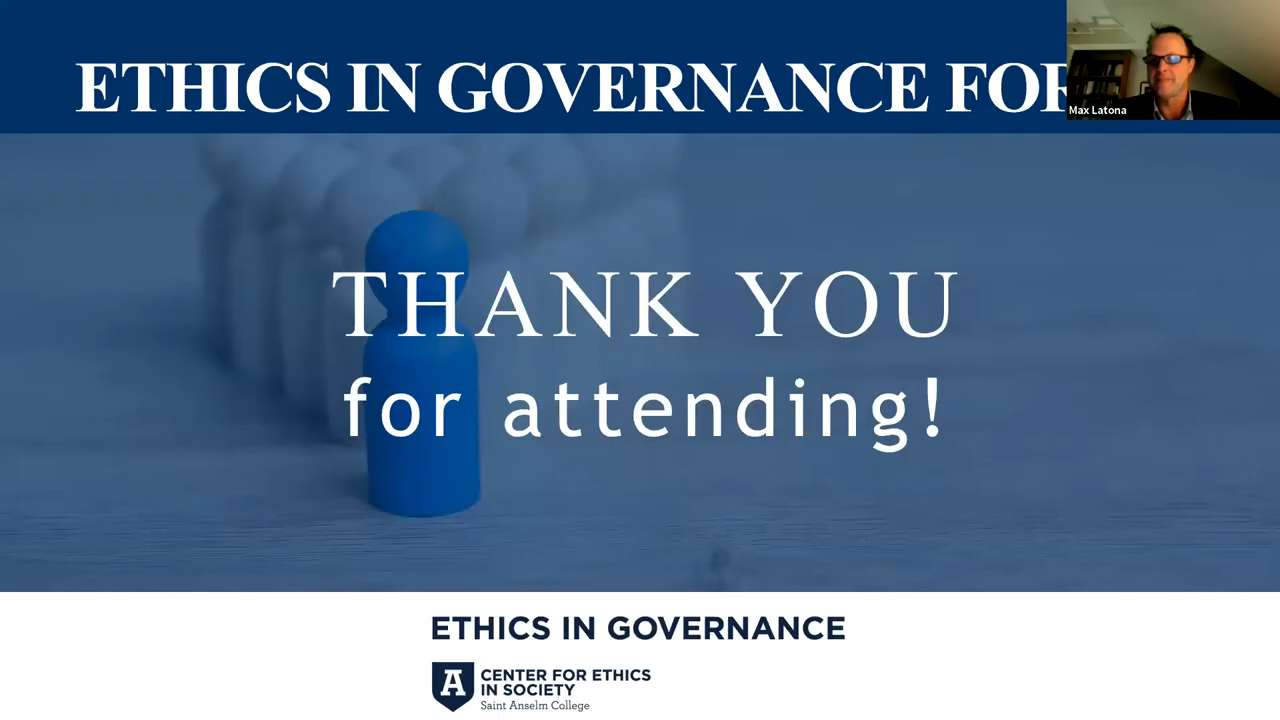 ETHICS IN GOVERNANCE FOR
Max Latona
THANK YOU
for attending!
ETHICS IN GOVERNANCE
A
CENTER FOR ETHICS
IN SOCIETY
Saint Anselm College